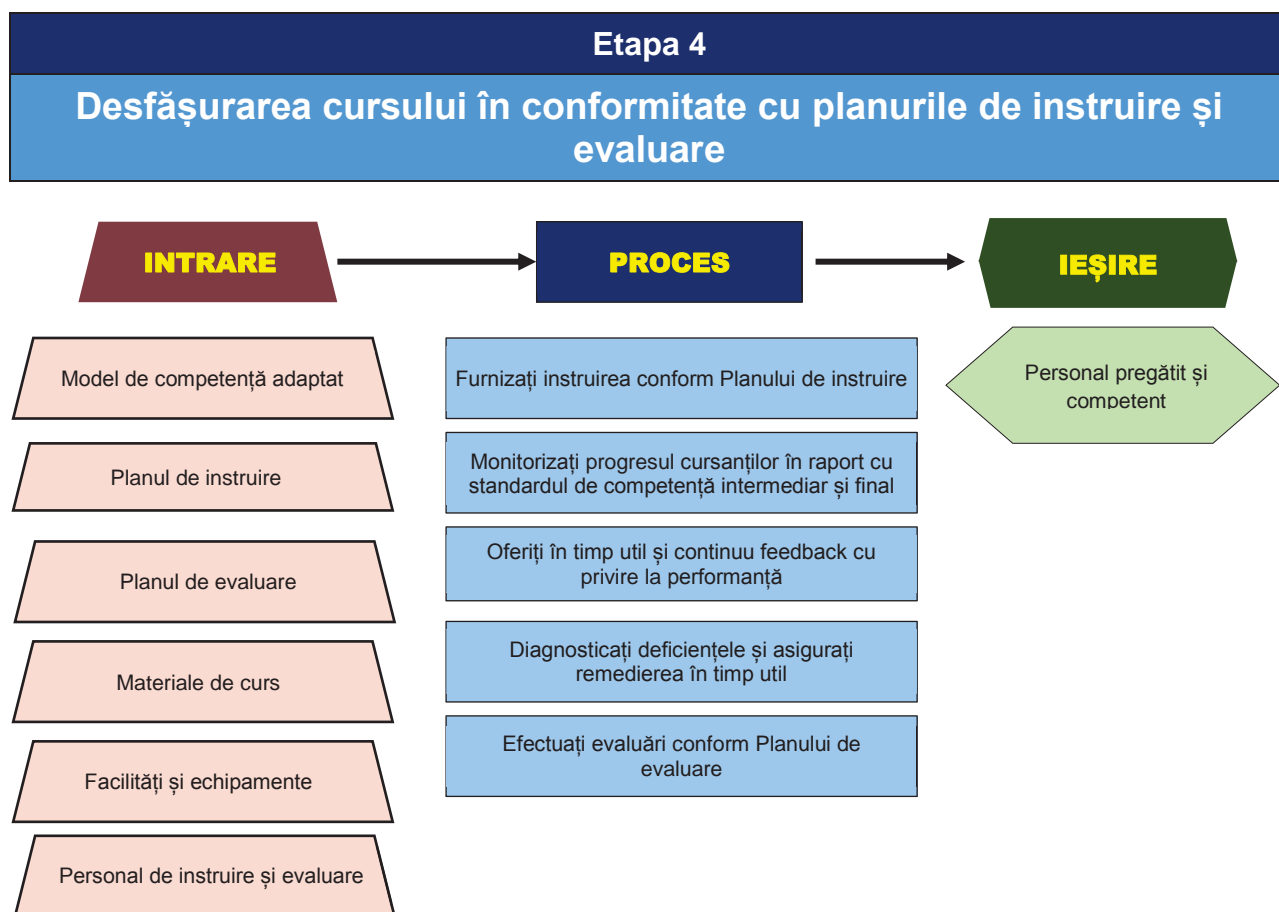 Etapa 4
Desfășurarea cursului în conformitate cu planurile de instruire și
evaluare
INTRARE
PROCES
IEȘIRE
Model de competență adaptat
Planul de instruire
Planul de evaluare
Materiale de curs
Facilități și echipamente
Personal de instruire și evaluare
Furnizați instruirea conform Planului de instruire
Monitorizați progresul cursanților în raport cu
standardul de competență intermediar și final
Oferiți în timp util și continuu feedback cu
privire la performanță
Diagnosticați deficiențele și asigurați
remedierea în timp util
Efectuați evaluări conform Planului de
evaluare
Personal pregătit și
competent